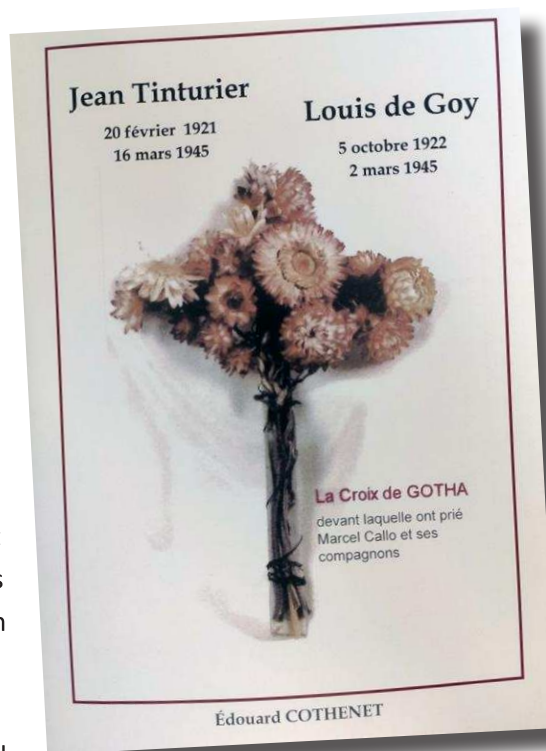 Jean Tinturier
20 février 1921
16 mars 1945
Louis de Goy
5 octobre 1922
2 mars 1945
La Croix de GOTHA
devant laquelle ont prié
Marcel Callo et ses
compagnons
Édouard COTHENET